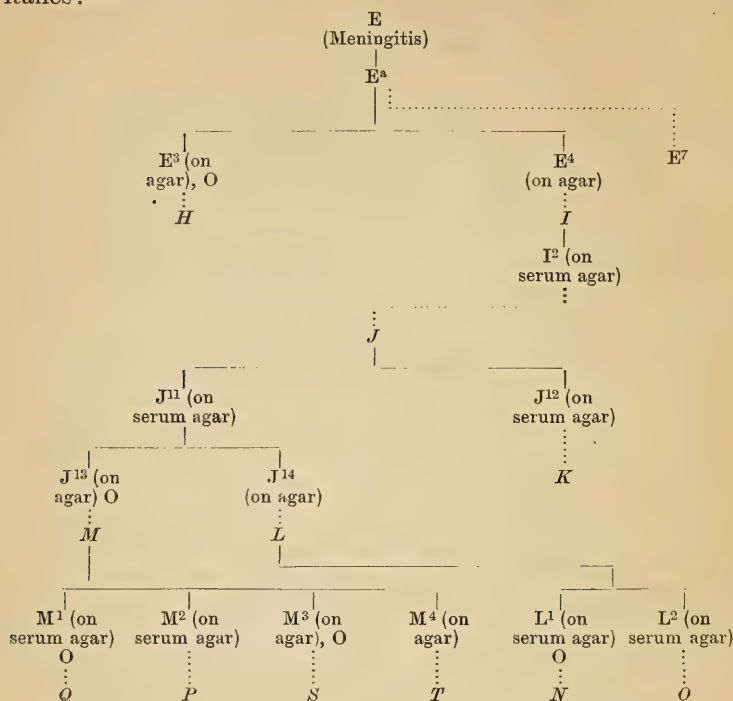 E
(Meningitis)
Eᵃ
E³ (on agar), O
E⁴ (on agar)
E⁷
H
I
I² (on serum agar)
J
J¹¹ (on serum agar)
J¹² (on serum agar)
J¹³ (on agar) O
J¹⁴ (on agar)
K
M
L
M¹ (on serum agar) O
M² (on serum agar)
M³ (on agar), O
M⁴ (on agar)
L¹ (on serum agar) O
L² (on serum agar)
Q
P
S
T
N
O